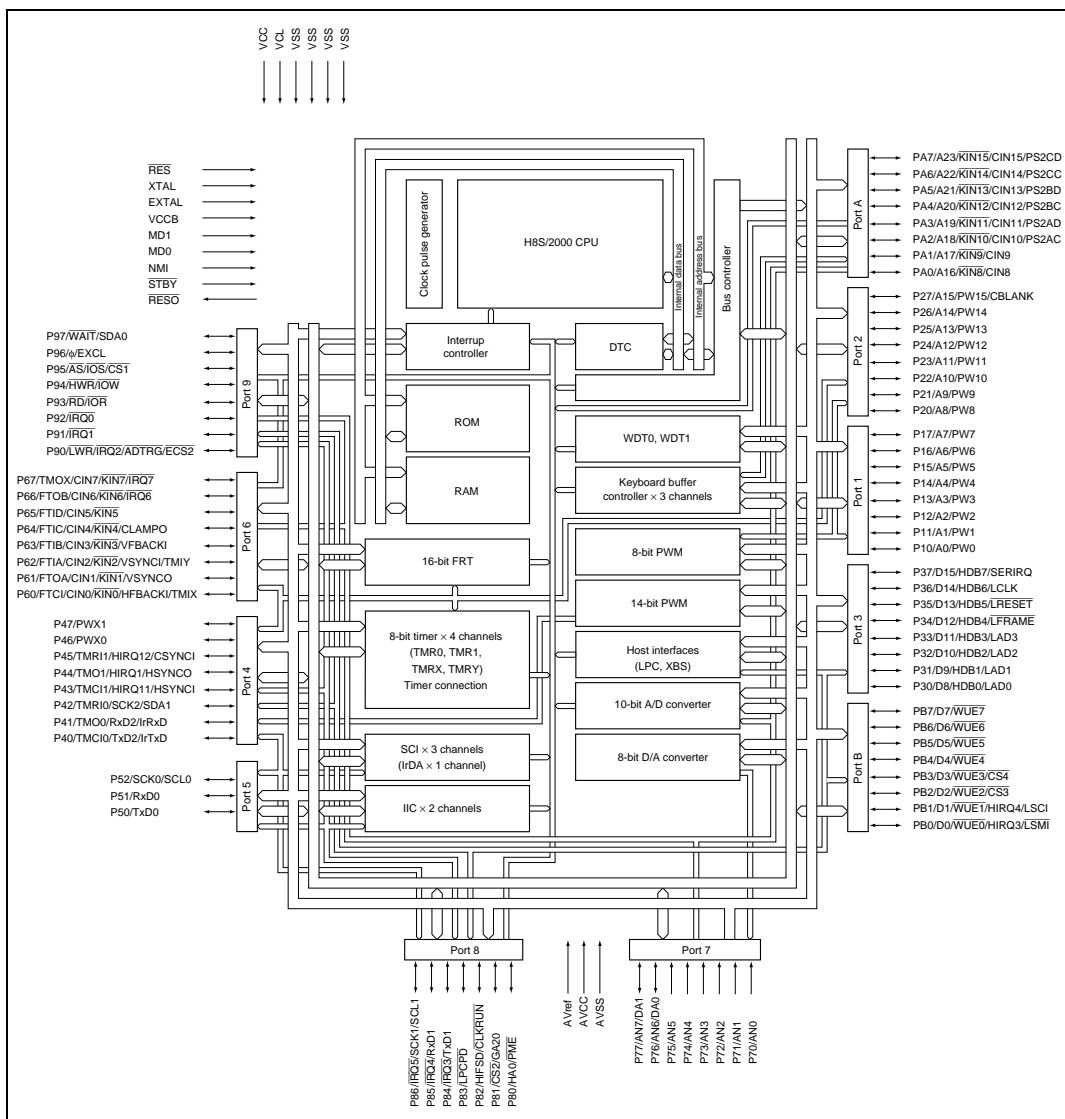 VCC
VCL
VSS
VSS
VSS
VSS
RES
XTAL
EXTAL
VCCB
MD1
MD0
NMI
STBY
RESO
Clock pulse generator
H8S/2000 CPU
Internal data bus
Internal address bus
Bus controller
Interrup
controller
DTC
ROM
RAM
WDT0, WDT1
Keyboard buffer
controller × 3 channels
16-bit FRT
8-bit PWM
14-bit PWM
8-bit timer × 4 channels
(TMR0, TMR1,
TMRX, TMRY)
Timer connection
Host interfaces
(LPC, XBS)
10-bit A/D converter
SCI × 3 channels
(IrDA × 1 channel)
8-bit D/A converter
IIC × 2 channels
P97/WAIT/SDA0
P96/ϕ/EXCL
P95/AS/IOS/CS1
P94/HWR/IOW
P93/RD/IOR
P92/IRQ0
P91/IRQ1
P90/LWR/IRQ2/ADTRG/ECS2
Port 9
P67/TMOX/CIN7/KIN7/IRQ7
P66/FTOB/CIN6/KIN6/IRQ6
P65/FTID/CIN5/KIN5
P64/FTIC/CIN4/KIN4/CLAMPO
P63/FTIB/CIN3/KIN3/VFBACKI
P62/FTIA/CIN2/KIN2/VSYNCI/TMIY
P61/FTOA/CIN1/KIN1/VSYNCO
P60/FTCI/CIN0/KIN0/HFBACKI/TMIX
Port 6
P47/PWX1
P46/PWX0
P45/TMRI1/HIRQ12/CSYNCI
P44/TMO1/HIRQ1/HSYNCO
P43/TMCI1/HIRQ11/HSYNCI
P42/TMRI0/SCK2/SDA1
P41/TMO0/RxD2/IrRxD
P40/TMCI0/TxD2/IrTxD
Port 4
P52/SCK0/SCL0
P51/RxD0
P50/TxD0
Port 5
Port A
PA7/A23/KIN15/CIN15/PS2CD
PA6/A22/KIN14/CIN14/PS2CC
PA5/A21/KIN13/CIN13/PS2BD
PA4/A20/KIN12/CIN12/PS2BC
PA3/A19/KIN11/CIN11/PS2AD
PA2/A18/KIN10/CIN10/PS2AC
PA1/A17/KIN9/CIN9
PA0/A16/KIN8/CIN8
Port 2
P27/A15/PW15/CBLANK
P26/A14/PW14
P25/A13/PW13
P24/A12/PW12
P23/A11/PW11
P22/A10/PW10
P21/A9/PW9
P20/A8/PW8
Port 1
P17/A7/PW7
P16/A6/PW6
P15/A5/PW5
P14/A4/PW4
P13/A3/PW3
P12/A2/PW2
P11/A1/PW1
P10/A0/PW0
Port 3
P37/D15/HDB7/SERIRQ
P36/D14/HDB6/LCLK
P35/D13/HDB5/LRESET
P34/D12/HDB4/LFRAME
P33/D11/HDB3/LAD3
P32/D10/HDB2/LAD2
P31/D9/HDB1/LAD1
P30/D8/HDB0/LAD0
Port B
PB7/D7/WUE7
PB6/D6/WUE6
PB5/D5/WUE5
PB4/D4/WUE4
PB3/D3/WUE3/CS4
PB2/D2/WUE2/CS3
PB1/D1/WUE1/HIRQ4/LSCI
PB0/D0/WUE0/HIRQ3/LSMI
Port 8
P86/IRQ5/SCK1/SCL1
P85/IRQ4/RxD1
P84/IRQ3/TxD1
P83/LPCPD
P82/HIFSD/CLKRUN
P81/CS2/GA20
P80/HA0/PME
AVref
AVCC
AVSS
Port 7
P77/AN7/DA1
P76/AN6/DA0
P75/AN5
P74/AN4
P73/AN3
P72/AN2
P71/AN1
P70/AN0